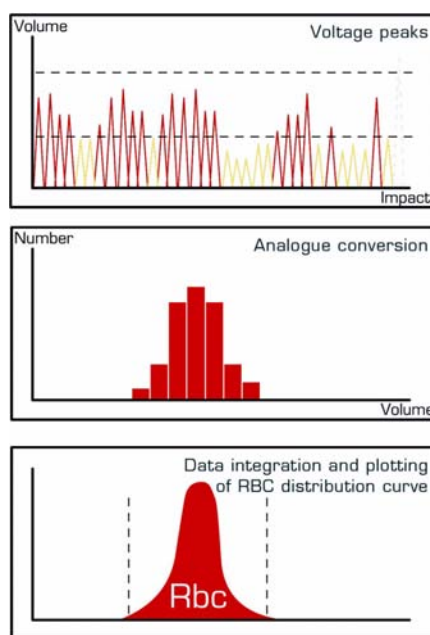 Volume
Voltage peaks
Impact
Number
Analogue conversion
Volume
Data integration and plotting
of RBC distribution curve
Rbc